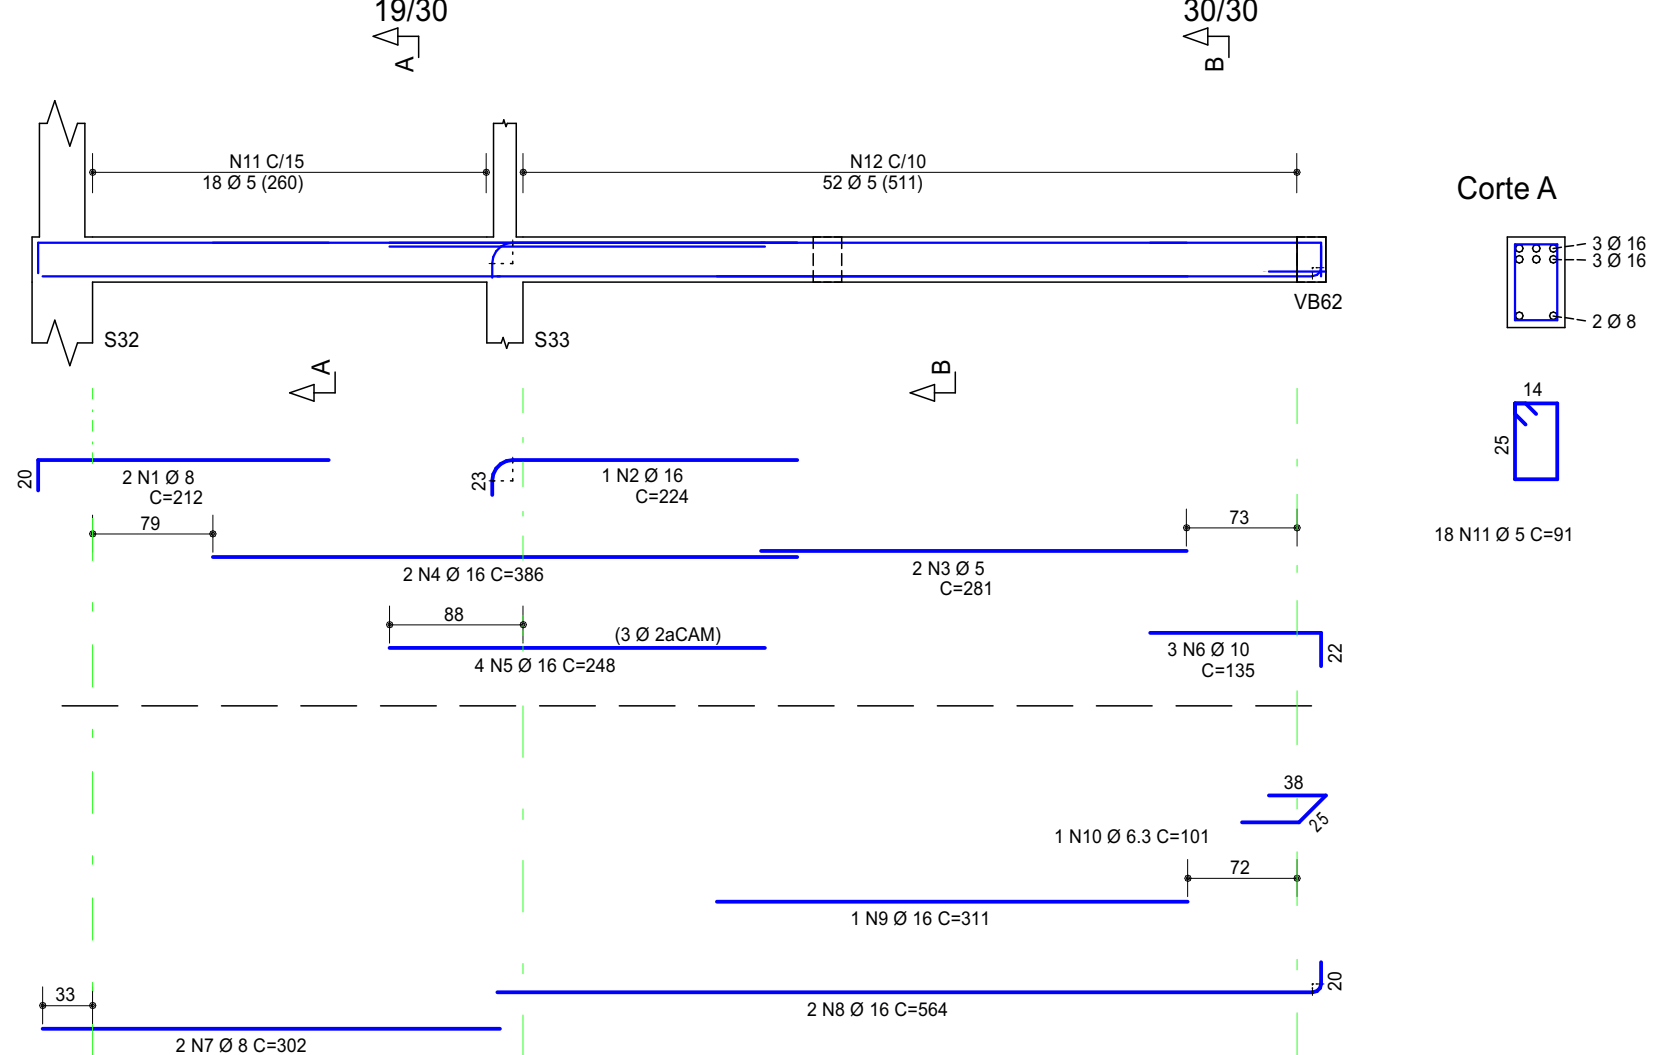 19/30
30/30
A
B
N11 C/15
18 Ø 5 (260)
N12 C/10
52 Ø 5 (511)
Corte A
3 Ø 16
3 Ø 16
2 Ø 8
VB62
S32
S33
A
B
14
25
18 N11 Ø 5 C=91
20
2 N1 Ø 8
C=212
23
1 N2 Ø 16
C=224
79
73
2 N4 Ø 16 C=386
2 N3 Ø 5
C=281
88
(3 Ø 2aCAM)
4 N5 Ø 16 C=248
3 N6 Ø 10
C=135
22
38
25
1 N10 Ø 6.3 C=101
72
1 N9 Ø 16 C=311
20
33
2 N8 Ø 16 C=564
2 N7 Ø 8 C=302